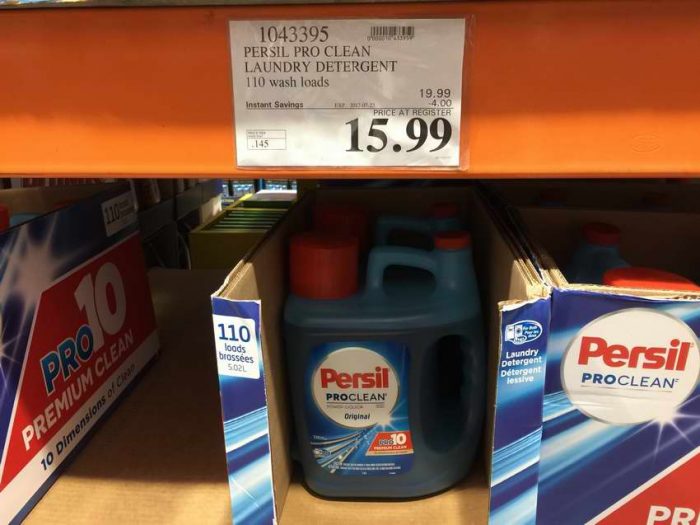 1043395
PERSIL PRO CLEAN
LAUNDRY DETERGENT
110 wash loads
19.99
Instant Savings
-4.00
PRICE AT REGISTER
15.99
.145
110
PRO10
PREMIUM CLEAN
10 Dimensions of Clean
110
loads
brassées
5.02L
Persil
PROCLEAN
Original
PRO10
PREMIUM CLEAN
Laundry
Detergent
Détergent
lessive
Persil
PROCLEAN
PR